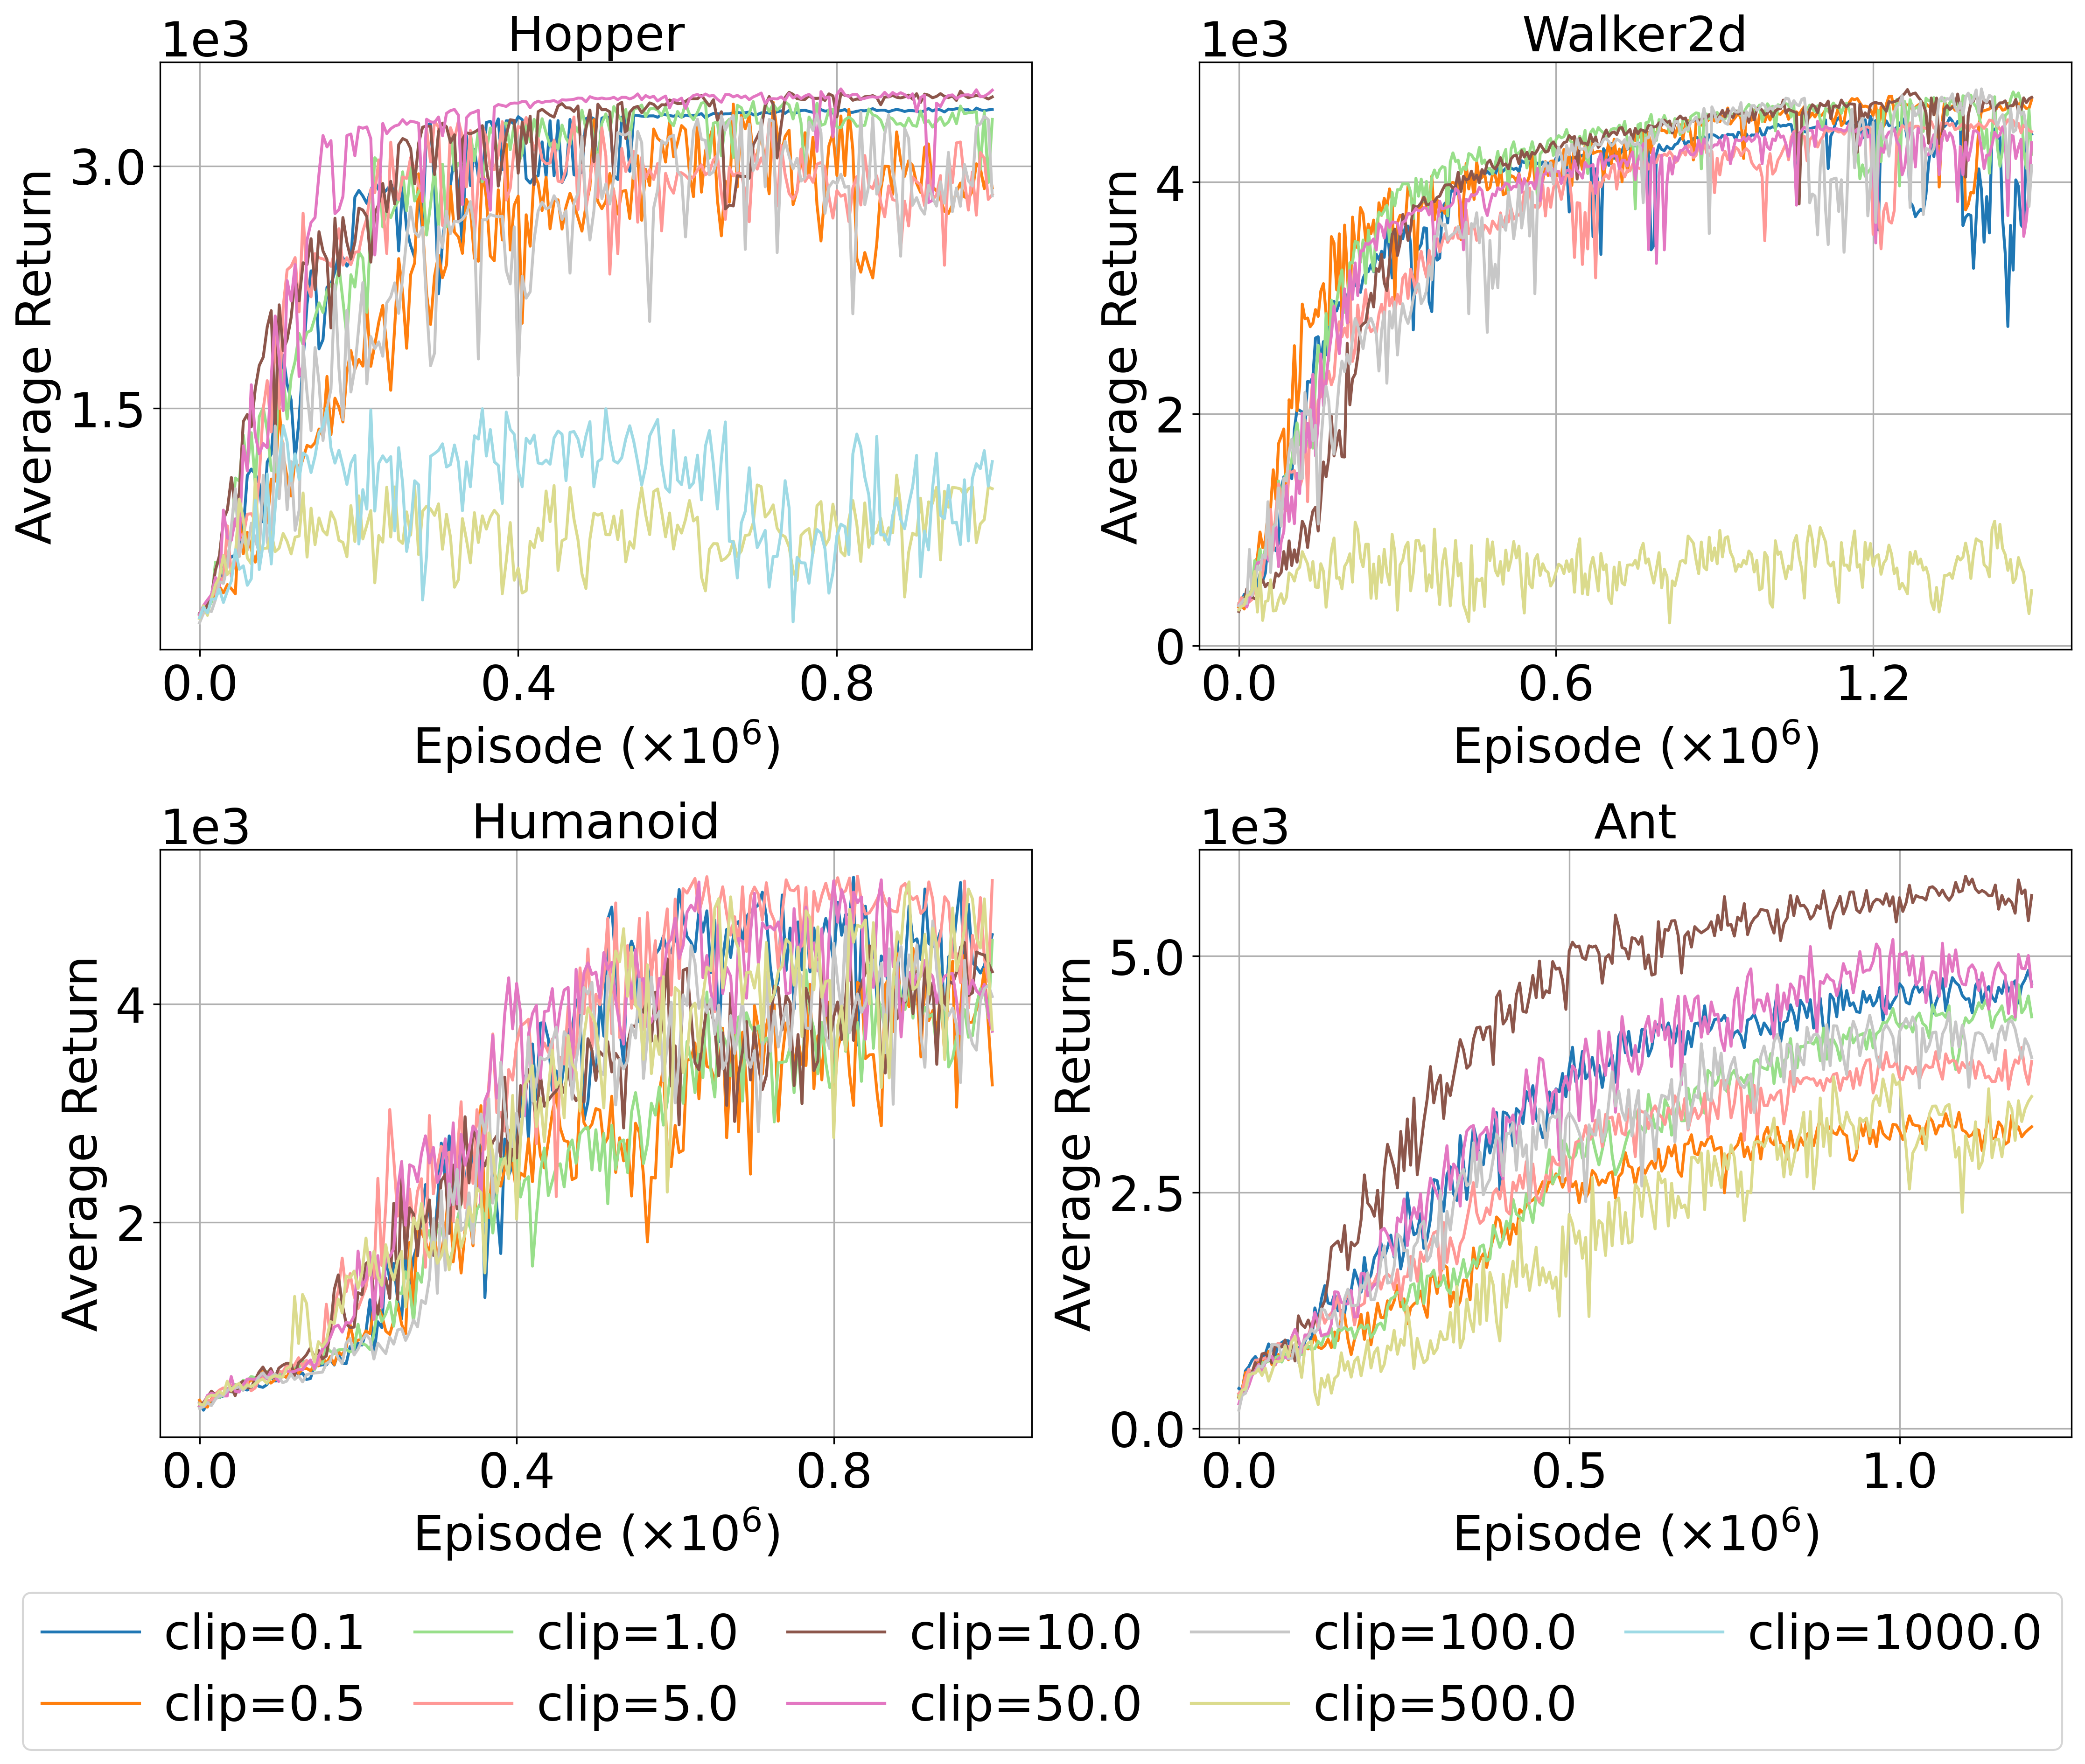 Hopper
1e3
3.0
1.5
Average Return
0.0 0.4 0.8
Episode (×10⁶)
Walker2d
1e3
4
2
0
Average Return
0.0 0.6 1.2
Episode (×10⁶)
Humanoid
1e3
4
2
Average Return
0.0 0.4 0.8
Episode (×10⁶)
Ant
1e3
5.0
2.5
0.0
Average Return
0.0 0.5 1.0
Episode (×10⁶)
clip=0.1 clip=1.0 clip=10.0 clip=100.0 clip=1000.0
clip=0.5 clip=5.0 clip=50.0 clip=500.0